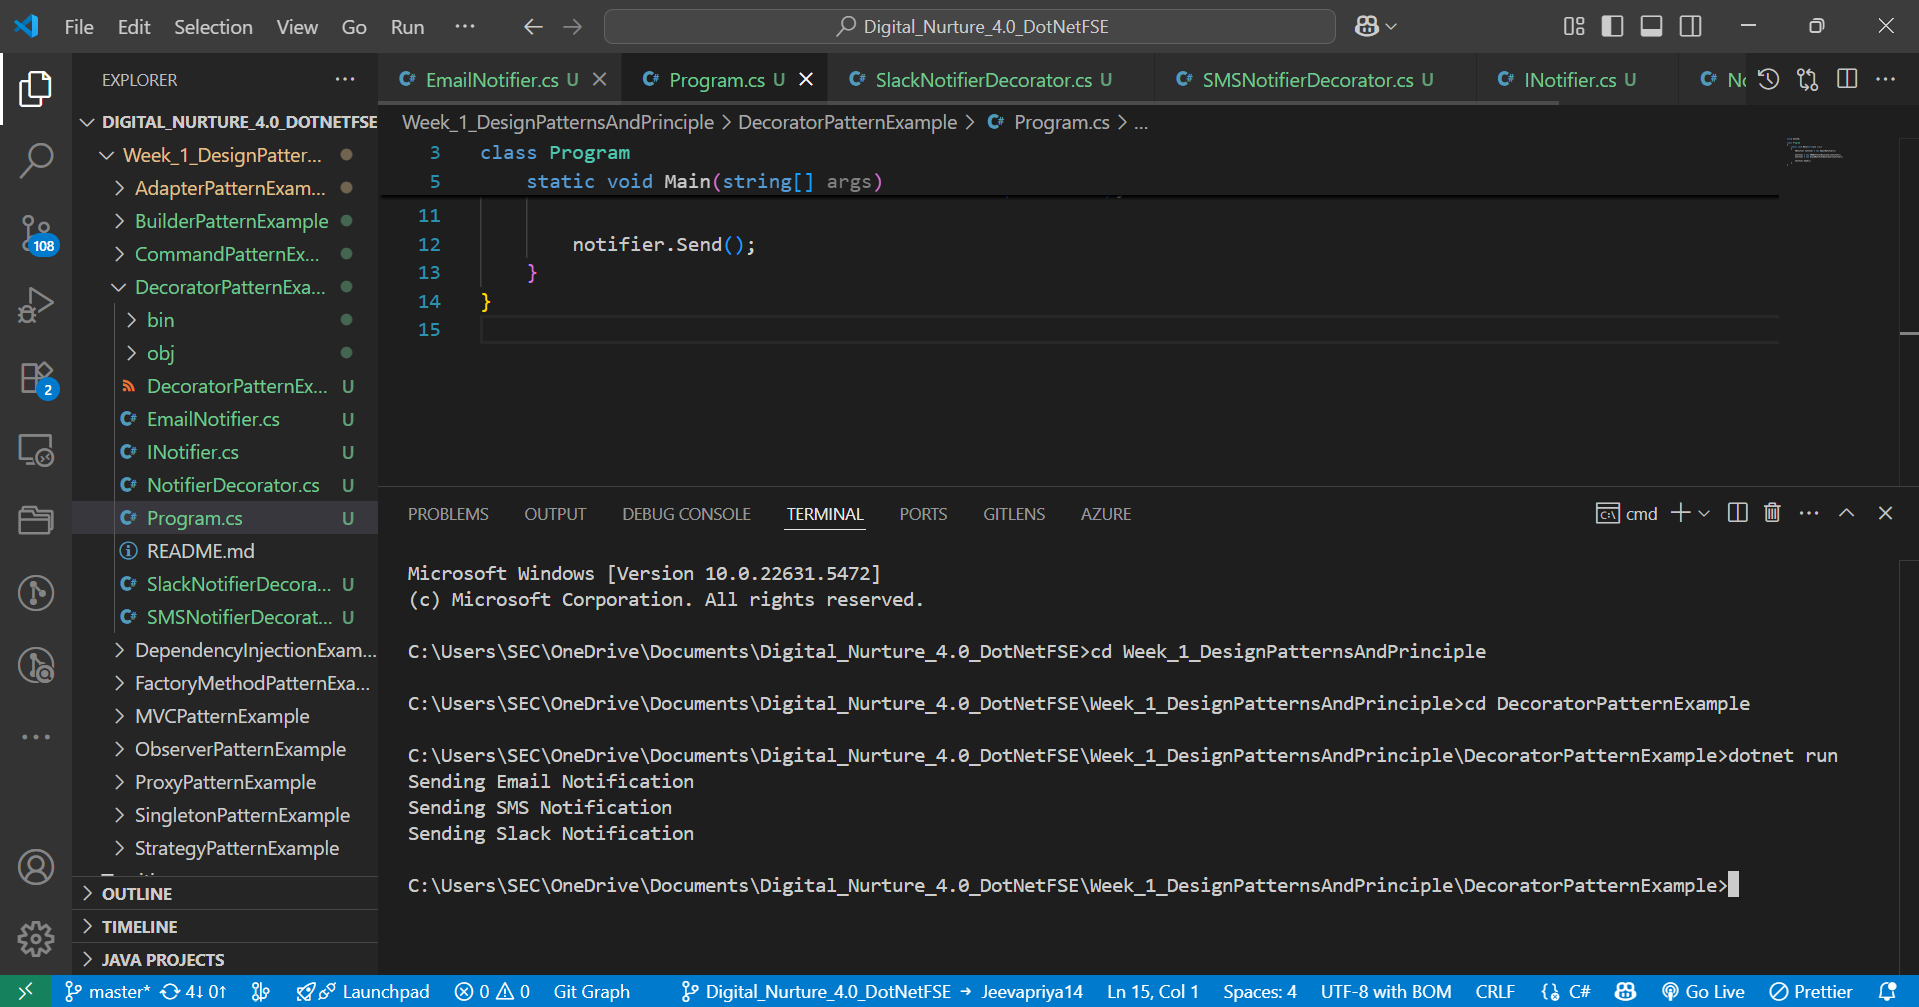 File Edit Selection View Go Run ...
Digital_Nurture_4.0_DotNetFSE
EXPLORER
DIGITAL_NURTURE_4.0_DOTNETFSE
Week_1_DesignPatter...
AdapterPatternExam...
BuilderPatternExample
CommandPatternEx...
DecoratorPatternExa...
bin
obj
DecoratorPatternEx... U
EmailNotifier.cs U
INotifier.cs U
NotifierDecorator.cs U
Program.cs U
README.md
SlackNotifierDecora... U
SMSNotifierDecorat... U
DependencyInjectionExam...
FactoryMethodPatternExa...
MVCPatternExample
ObserverPatternExample
ProxyPatternExample
SingletonPatternExample
StrategyPatternExample
OUTLINE
TIMELINE
JAVA PROJECTS
108
2
EmailNotifier.cs U Program.cs U SlackNotifierDecorator.cs U SMSNotifierDecorator.cs U INotifier.cs U
Week_1_DesignPatternsAndPrinciple > DecoratorPatternExample > Program.cs > ...
3 class Program
5 static void Main(string[] args)
11
12 notifier.Send();
13 }
14 }
15
PROBLEMS OUTPUT DEBUG CONSOLE TERMINAL PORTS GITLENS AZURE
cmd
Microsoft Windows [Version 10.0.22631.5472]
(c) Microsoft Corporation. All rights reserved.
C:\Users\SEC\OneDrive\Documents\Digital_Nurture_4.0_DotNetFSE>cd Week_1_DesignPatternsAndPrinciple
C:\Users\SEC\OneDrive\Documents\Digital_Nurture_4.0_DotNetFSE\Week_1_DesignPatternsAndPrinciple>cd DecoratorPatternExample
C:\Users\SEC\OneDrive\Documents\Digital_Nurture_4.0_DotNetFSE\Week_1_DesignPatternsAndPrinciple\DecoratorPatternExample>dotnet run
Sending Email Notification
Sending SMS Notification
Sending Slack Notification
C:\Users\SEC\OneDrive\Documents\Digital_Nurture_4.0_DotNetFSE\Week_1_DesignPatternsAndPrinciple\DecoratorPatternExample>
master* 4↓ 0↑ Launchpad 0 0 Git Graph Digital_Nurture_4.0_DotNetFSE → Jeevapriya14 Ln 15, Col 1 Spaces: 4 UTF-8 with BOM CRLF {} C# Go Live Prettier